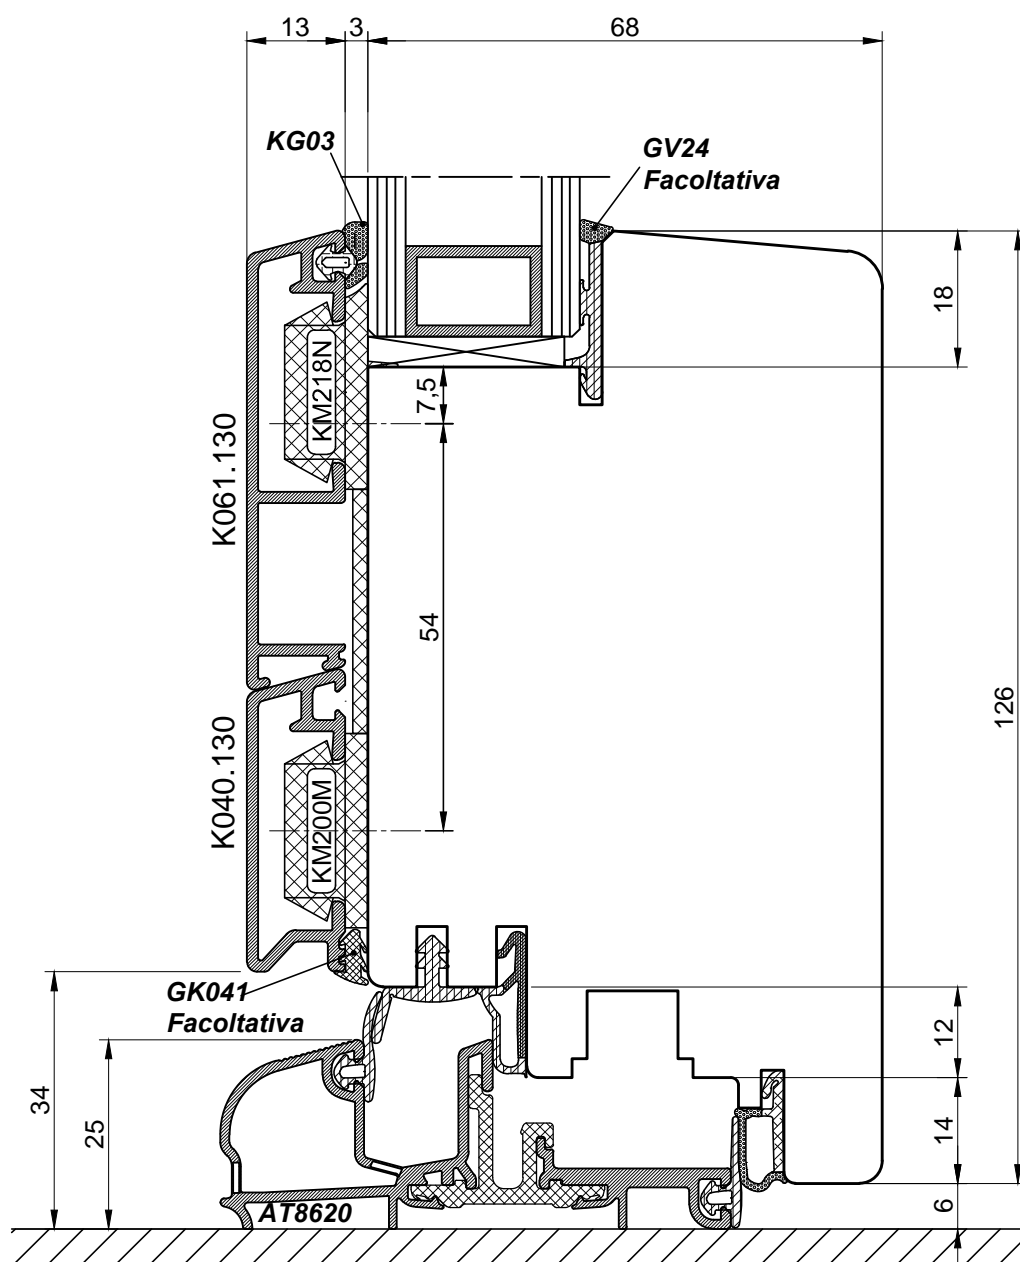 13
3
68
KG03
GV24
Facoltativa
18
7,5
KM218N
K061.130
54
126
K040.130
KM200M
GK041
Facoltativa
12
34
25
14
AT8620
6